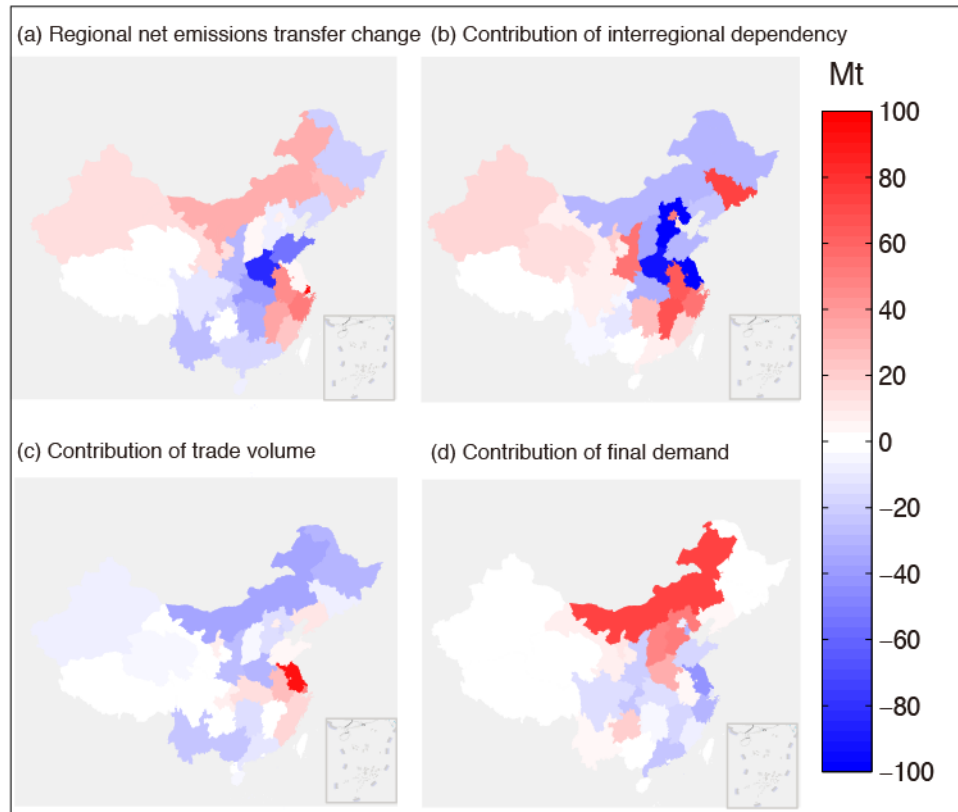 (a) Regional net emissions transfer change
(b) Contribution of interregional dependency
Mt
100
80
60
40
20
0
−20
−40
−60
−80
−100
(c) Contribution of trade volume
(d) Contribution of final demand